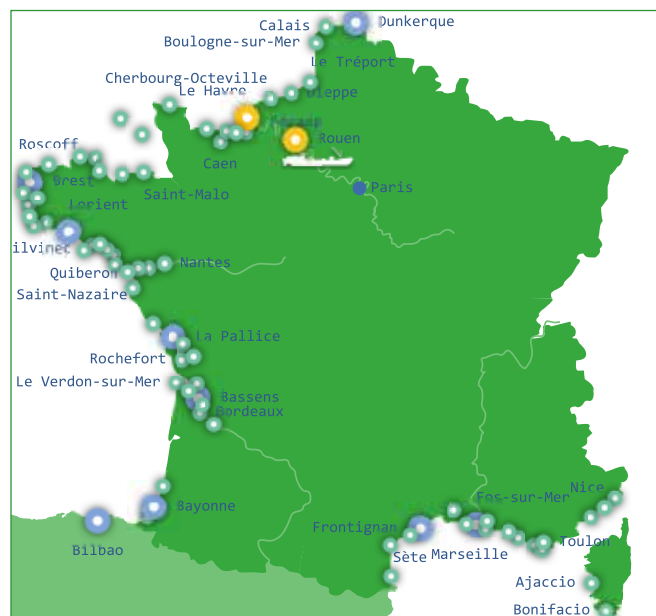 Calais
Dunkerque
Boulogne-sur-Mer
Le Tréport
Cherbourg-Octeville
Le Havre
Dieppe
Rouen
Roscoff
Caen
Brest
Saint-Malo
Paris
Lorient
ilvinec
Quiberon
Nantes
Saint-Nazaire
La Pallice
Rochefort
Le Verdon-sur-Mer
Bassens
Bordeaux
Nice
Fos-sur-Mer
Bayonne
Frontignan
Toulon
Bilbao
Sète
Marseille
Ajaccio
Bonifacio